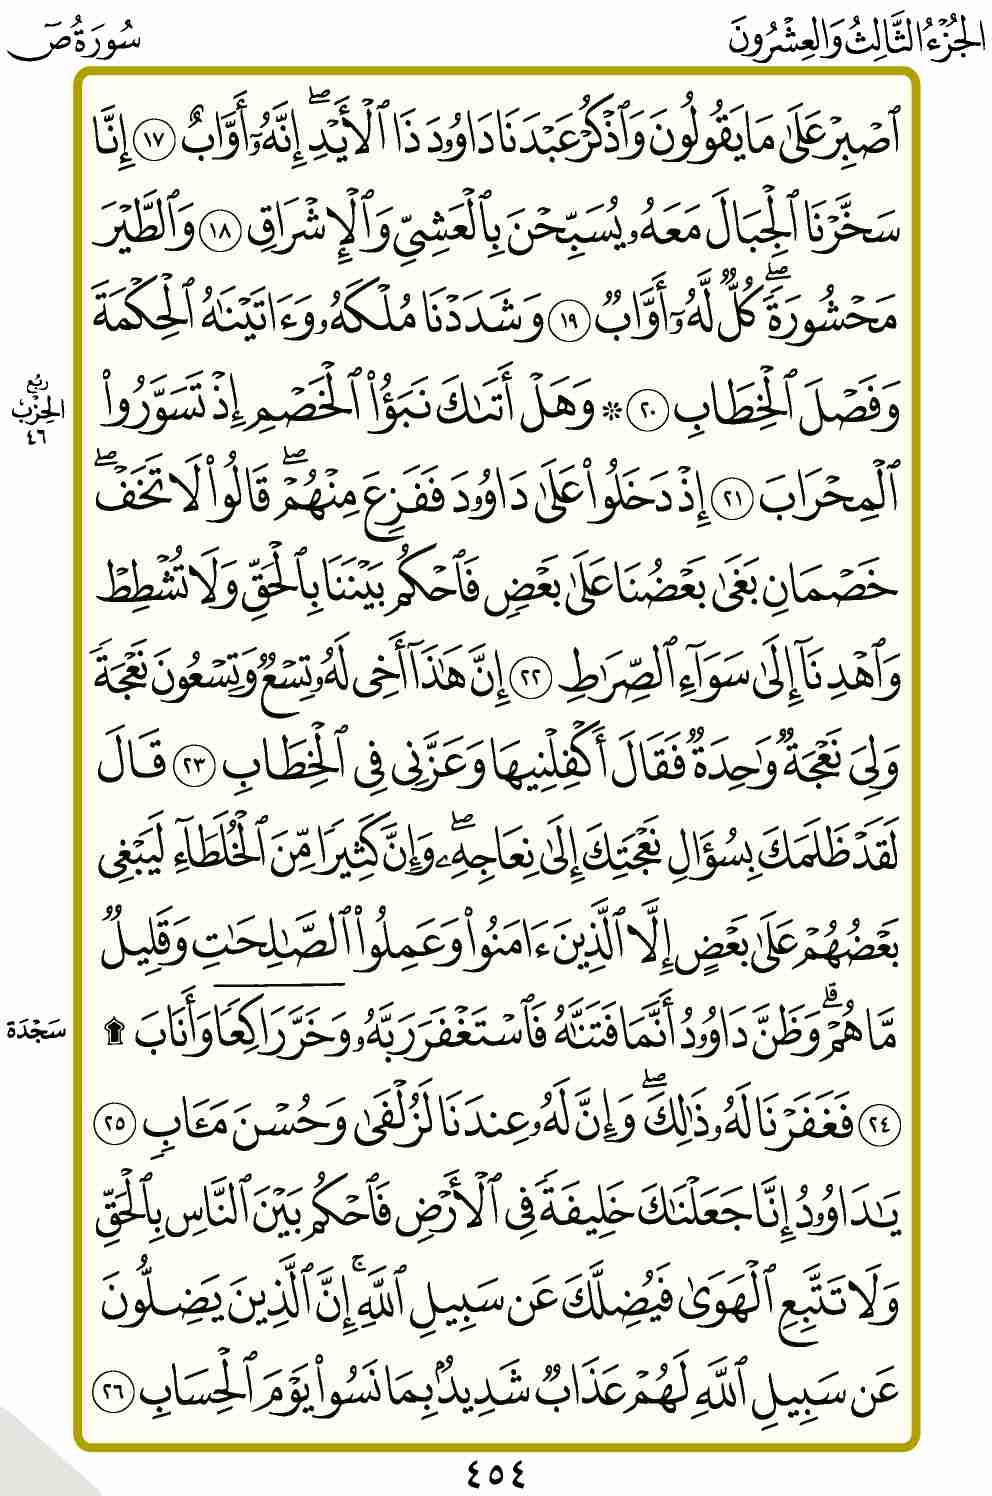 الجُزْءُ الثَّالِثُ وَالعِشْرُونَ
سُورَةُ صٓ
ٱصْبِرْ عَلَىٰ مَا يَقُولُونَ وَٱذْكُرْ عَبْدَنَا دَاوُۥدَ ذَا ٱلْأَيْدِۖ إِنَّهُۥٓ أَوَّابٌ ١٧ إِنَّا
سَخَّرْنَا ٱلْجِبَالَ مَعَهُۥ يُسَبِّحْنَ بِٱلْعَشِىِّ وَٱلْإِشْرَاقِ ١٨ وَٱلطَّيْرَ
مَحْشُورَةًۖ كُلٌّ لَّهُۥٓ أَوَّابٌ ١٩ وَشَدَدْنَا مُلْكَهُۥ وَءَاتَيْنَٰهُ ٱلْحِكْمَةَ
وَفَصْلَ ٱلْخِطَابِ ٢٠ ۞ وَهَلْ أَتَىٰكَ نَبَؤُا۟ ٱلْخَصْمِ إِذْ تَسَوَّرُوا۟
رُبْع
الحِزْب
٤٦
ٱلْمِحْرَابَ ٢١ إِذْ دَخَلُوا۟ عَلَىٰ دَاوُۥدَ فَفَزِعَ مِنْهُمْۖ قَالُوا۟ لَا تَخَفْۖ
خَصْمَانِ بَغَىٰ بَعْضُنَا عَلَىٰ بَعْضٍ فَٱحْكُم بَيْنَنَا بِٱلْحَقِّ وَلَا تُشْطِطْ
وَٱهْدِنَآ إِلَىٰ سَوَآءِ ٱلصِّرَٰطِ ٢٢ إِنَّ هَٰذَآ أَخِى لَهُۥ تِسْعٌ وَتِسْعُونَ نَعْجَةً
وَلِىَ نَعْجَةٌ وَٰحِدَةٌ فَقَالَ أَكْفِلْنِيهَا وَعَزَّنِى فِى ٱلْخِطَابِ ٢٣ قَالَ
لَقَدْ ظَلَمَكَ بِسُؤَالِ نَعْجَتِكَ إِلَىٰ نِعَاجِهِۦۖ وَإِنَّ كَثِيرًا مِّنَ ٱلْخُلَطَآءِ لَيَبْغِى
بَعْضُهُمْ عَلَىٰ بَعْضٍ إِلَّا ٱلَّذِينَ ءَامَنُوا۟ وَعَمِلُوا۟ ٱلصَّٰلِحَٰتِ وَقَلِيلٌ
مَّا هُمْۗ وَظَنَّ دَاوُۥدُ أَنَّمَا فَتَنَّٰهُ فَٱسْتَغْفَرَ رَبَّهُۥ وَخَرَّ رَاكِعًا وَأَنَابَ ۩
سَجْدَة
٢٤ فَغَفَرْنَا لَهُۥ ذَٰلِكَۖ وَإِنَّ لَهُۥ عِندَنَا لَزُلْفَىٰ وَحُسْنَ مَـَٔابٍ ٢٥
يَٰدَاوُۥدُ إِنَّا جَعَلْنَٰكَ خَلِيفَةً فِى ٱلْأَرْضِ فَٱحْكُم بَيْنَ ٱلنَّاسِ بِٱلْحَقِّ
وَلَا تَتَّبِعِ ٱلْهَوَىٰ فَيُضِلَّكَ عَن سَبِيلِ ٱللَّهِۚ إِنَّ ٱلَّذِينَ يَضِلُّونَ
عَن سَبِيلِ ٱللَّهِ لَهُمْ عَذَابٌ شَدِيدٌۢ بِمَا نَسُوا۟ يَوْمَ ٱلْحِسَابِ ٢٦
٤٥٤